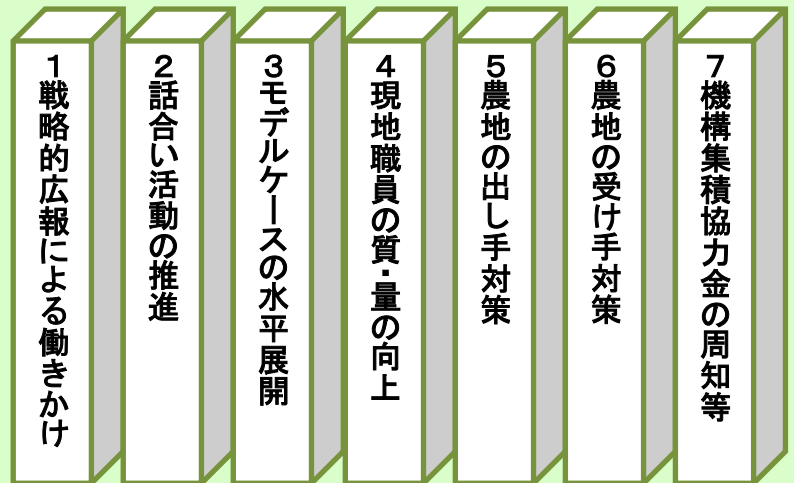 1戦略的広報による働きかけ
2話合い活動の推進
3モデルケースの水平展開
4現地職員の質・量の向上
5農地の出し手対策
6農地の受け手対策
7機構集積協力金の周知等